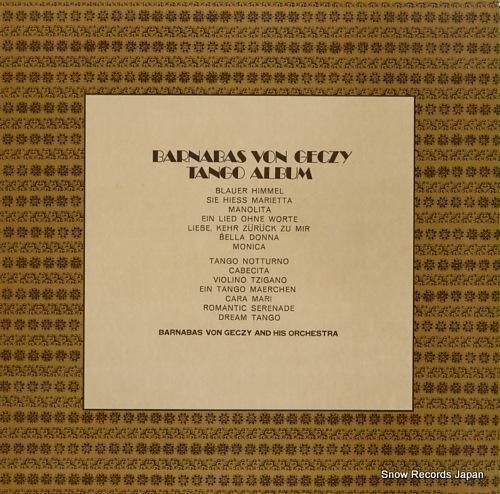 BARNABAS VON GECZY
TANGO ALBUM
BLAUER HIMMEL
SIE HIESS MARIETTA
MANOLITA
EIN LIED OHNE WORTE
LIEBE, KEHR ZÜRÜCK ZU MIR
BELLA DONNA
MONICA
TANGO NOTTURNO
CABECITA
VIOLINO TZIGANO
EIN TANGO MAERCHEN
CARA MARI
ROMANTIC SERENADE
DREAM TANGO
BARNABAS VON GECZY AND HIS ORCHESTRA
Snow Records Japan